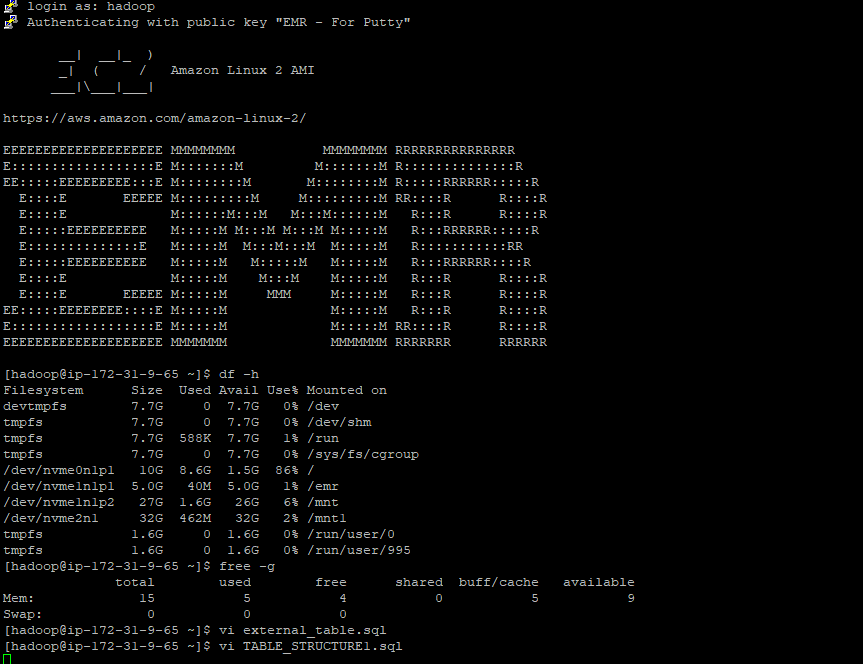 login as: hadoop
Authenticating with public key "EMR - For Putty"

       __|  __|_  )
       _|  (     /   Amazon Linux 2 AMI
      ___|\___|___|

https://aws.amazon.com/amazon-linux-2/

EEEEEEEEEEEEEEEEEEEE MMMMMMMM           MMMMMMMM RRRRRRRRRRRRRRR
E::::::::::::::::::E M:::::::M         M:::::::M R::::::::::::::R
EE:::::EEEEEEEEE:::E M::::::::M       M::::::::M R:::::RRRRRR:::::R
  E::::E       EEEEE M:::::::::M     M:::::::::M RR::::R      R::::R
  E::::E             M::::::M:::M   M:::M::::::M   R:::R      R::::R
  E:::::EEEEEEEEEE   M:::::M M:::M M:::M M:::::M   R:::RRRRRR:::::R
  E::::::::::::::E   M:::::M  M:::M:::M  M:::::M   R:::::::::::RR
  E:::::EEEEEEEEEE   M:::::M   M:::::M   M:::::M   R:::RRRRRR::::R
  E::::E             M:::::M    M:::M    M:::::M   R:::R      R::::R
  E::::E       EEEEE M:::::M     MMM     M:::::M   R:::R      R::::R
EE:::::EEEEEEEE::::E M:::::M             M:::::M   R:::R      R::::R
E::::::::::::::::::E M:::::M             M:::::M RR::::R      R::::R
EEEEEEEEEEEEEEEEEEEE MMMMMMM             MMMMMMM RRRRRRR      RRRRRR

[hadoop@ip-172-31-9-65 ~]$ df -h
Filesystem      Size  Used Avail Use% Mounted on
devtmpfs        7.7G     0  7.7G   0% /dev
tmpfs           7.7G     0  7.7G   0% /dev/shm
tmpfs           7.7G  588K  7.7G   1% /run
tmpfs           7.7G     0  7.7G   0% /sys/fs/cgroup
/dev/nvme0n1p1   10G  8.6G  1.5G  86% /
/dev/nvme1n1p1  5.0G   40M  5.0G   1% /emr
/dev/nvme1n1p2   27G  1.6G   26G   6% /mnt
/dev/nvme2n1     32G  462M   32G   2% /mnt1
tmpfs           1.6G     0  1.6G   0% /run/user/0
tmpfs           1.6G     0  1.6G   0% /run/user/995
[hadoop@ip-172-31-9-65 ~]$ free -g
              total        used        free      shared  buff/cache   available
Mem:             15           5           4           0           5           9
Swap:             0           0           0
[hadoop@ip-172-31-9-65 ~]$ vi external_table.sql
[hadoop@ip-172-31-9-65 ~]$ vi TABLE_STRUCTURE1.sql